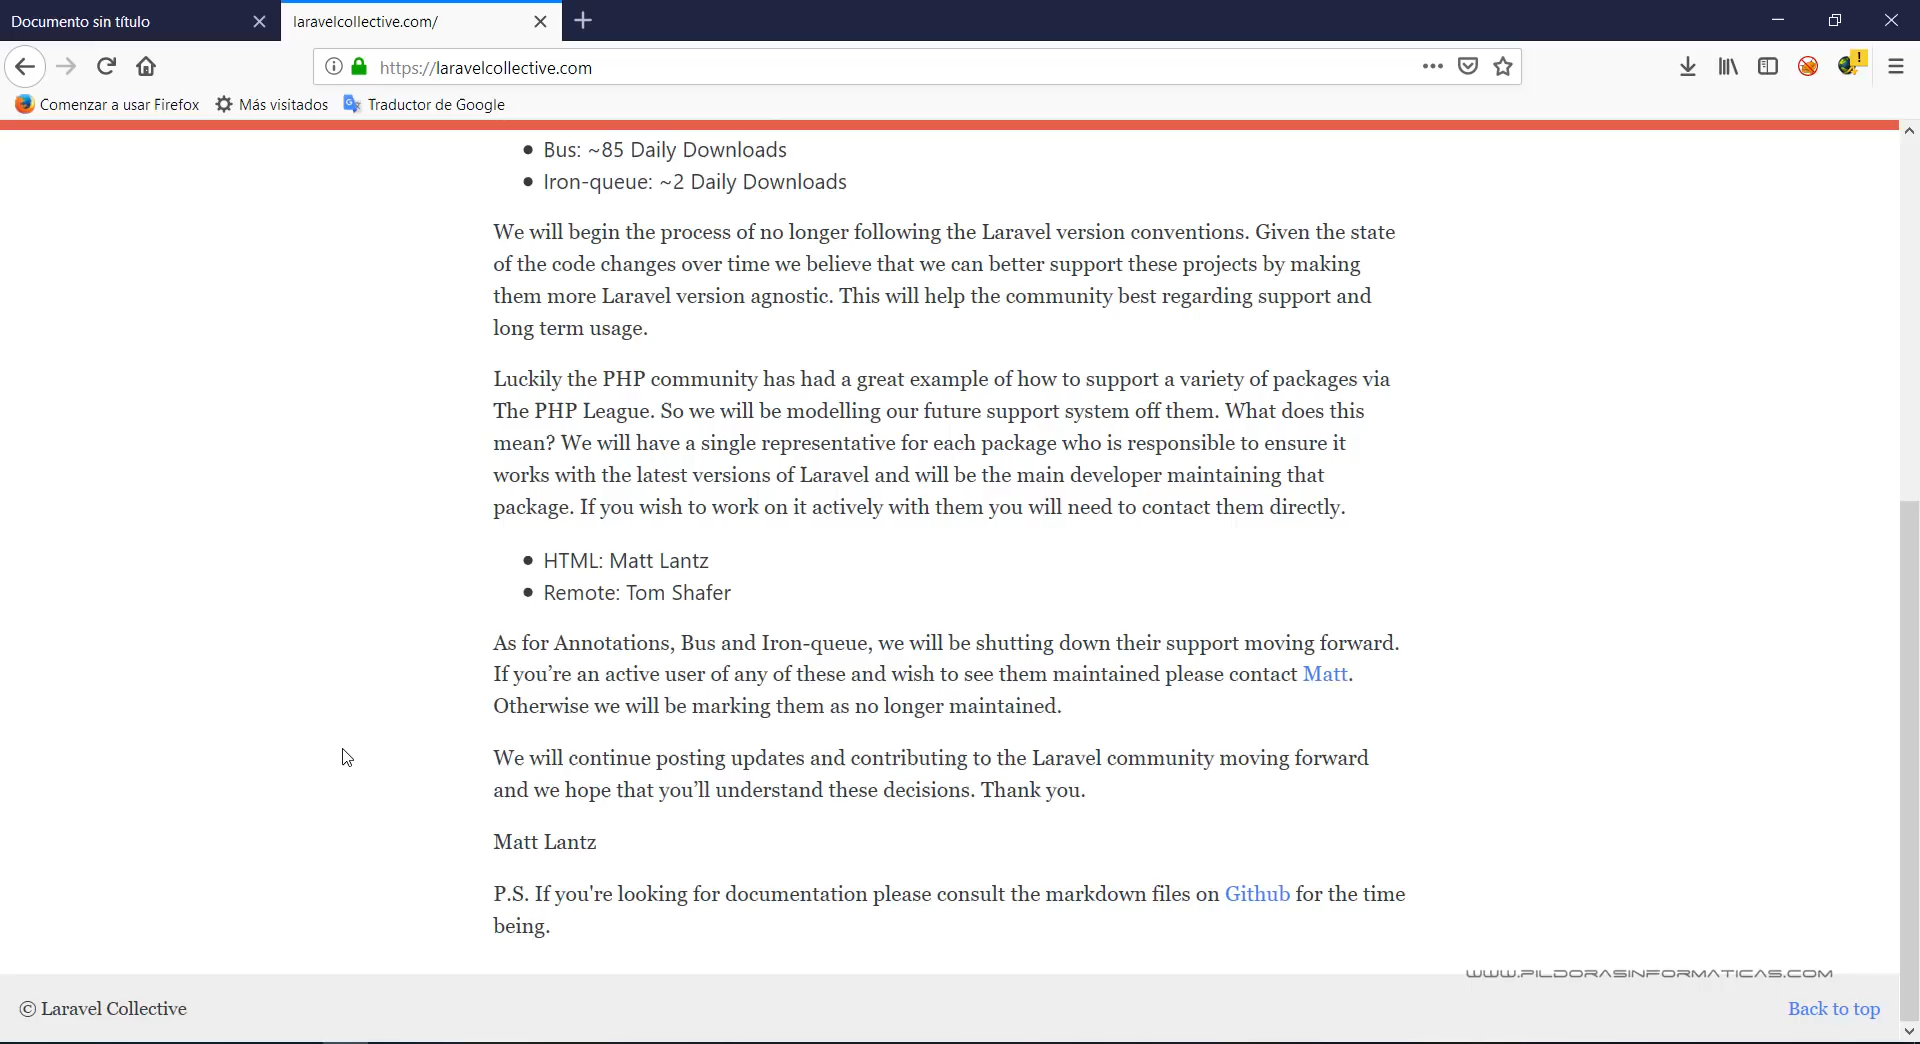 Documento sin título
laravelcollective.com/
https://laravelcollective.com
Comenzar a usar Firefox
Más visitados
Traductor de Google
• Bus: ~85 Daily Downloads
• Iron-queue: ~2 Daily Downloads
We will begin the process of no longer following the Laravel version conventions. Given the state
of the code changes over time we believe that we can better support these projects by making
them more Laravel version agnostic. This will help the community best regarding support and
long term usage.
Luckily the PHP community has had a great example of how to support a variety of packages via
The PHP League. So we will be modelling our future support system off them. What does this
mean? We will have a single representative for each package who is responsible to ensure it
works with the latest versions of Laravel and will be the main developer maintaining that
package. If you wish to work on it actively with them you will need to contact them directly.
• HTML: Matt Lantz
• Remote: Tom Shafer
As for Annotations, Bus and Iron-queue, we will be shutting down their support moving forward.
If you’re an active user of any of these and wish to see them maintained please contact Matt.
Otherwise we will be marking them as no longer maintained.
We will continue posting updates and contributing to the Laravel community moving forward
and we hope that you’ll understand these decisions. Thank you.
Matt Lantz
P.S. If you're looking for documentation please consult the markdown files on Github for the time
being.
WWW.PILDORASINFORMATICAS.COM
© Laravel Collective
Back to top